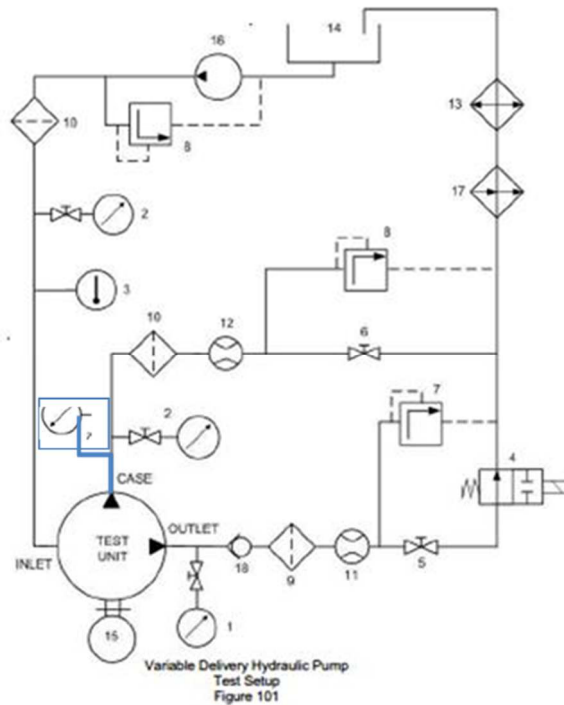 14
16
13
10
8
17
2
8
3
12
10
6
7
2
7
4
CASE
OUTLET
TEST
UNIT
INLET
18
9
11
5
15
1
Variable Delivery Hydraulic Pump
Test Setup
Figure 101